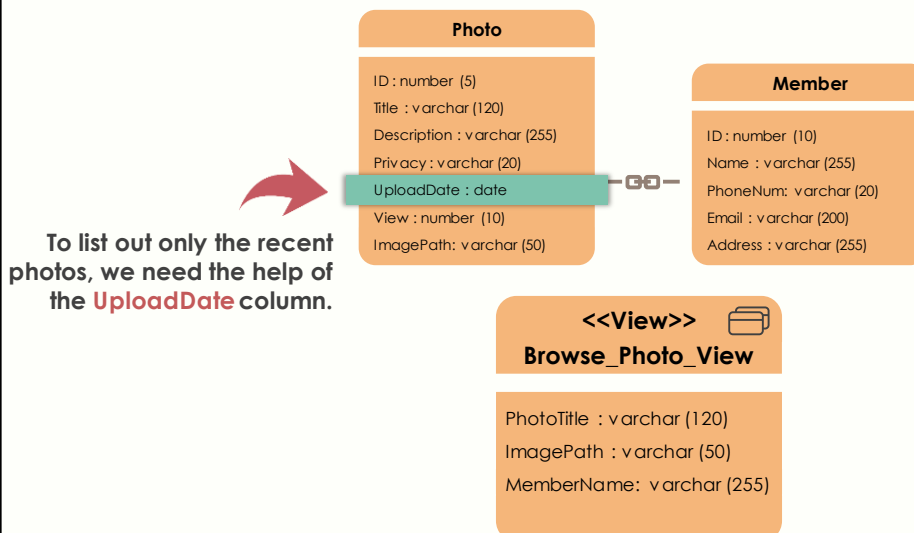 Photo
ID : number (5)
Title : varchar (120)
Description : varchar (255)
Privacy : varchar (20)
UploadDate : date
View : number (10)
ImagePath: varchar (50)
Member
ID : number (10)
Name : varchar (255)
PhoneNum: varchar (20)
Email : varchar (200)
Address : varchar (255)
To list out only the recent
photos, we need the help of
the UploadDate column.
<<View>>
Browse_Photo_View
PhotoTitle : varchar (120)
ImagePath : varchar (50)
MemberName: varchar (255)